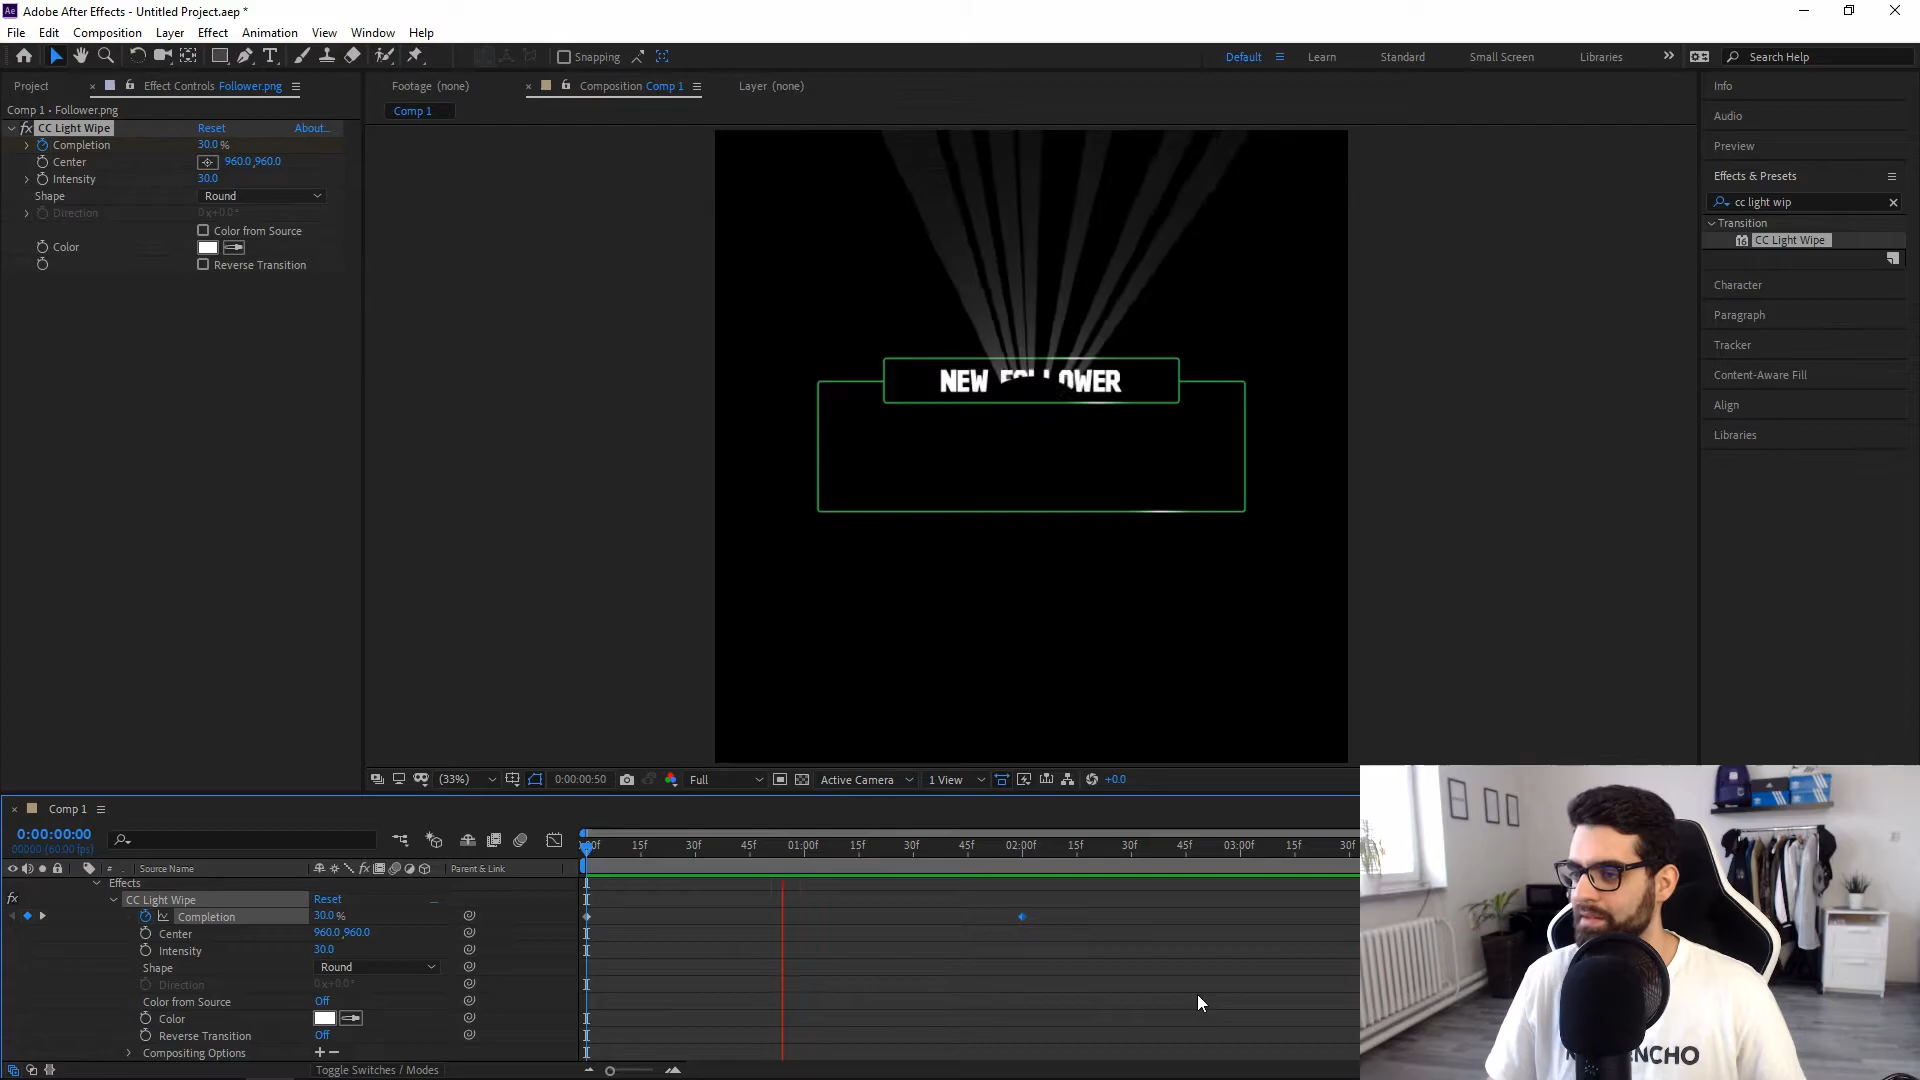 Adobe After Effects - Untitled Project.aep *
File Edit Composition Layer Effect Animation View Window Help
Snapping Default Learn Standard Small Screen Libraries Search Help
Project Effect Controls Follower.png Footage (none) Composition Comp 1 Layer (none) Info
Comp 1 • Follower.png
Comp 1
Audio
Preview
Effects & Presets
cc light wip
Transition
CC Light Wipe
Character
Paragraph
Tracker
Content-Aware Fill
Align
Libraries
fx CC Light Wipe Reset About...
Completion 30.0 %
Center 960.0,960.0
Intensity 30.0
Shape Round
Direction 0x+0.0°
Color from Source
Color
Reverse Transition
NEW FOLLOWER
(33%) 0:00:00:50 Full Active Camera 1 View +0.0
Comp 1
0:00:00:00
00000 (60.00 fps)
15f 30f 45f 01:00f 15f 30f 45f 02:00f 15f 30f 45f 03:00f 15f 30f
# Source Name Parent & Link
Effects
fx CC Light Wipe Reset
Completion 30.0 %
Center 960.0,960.0
Intensity 30.0
Shape Round
Direction 0x+0.0°
Color from Source Off
Color
Reverse Transition Off
Compositing Options + −
Toggle Switches / Modes